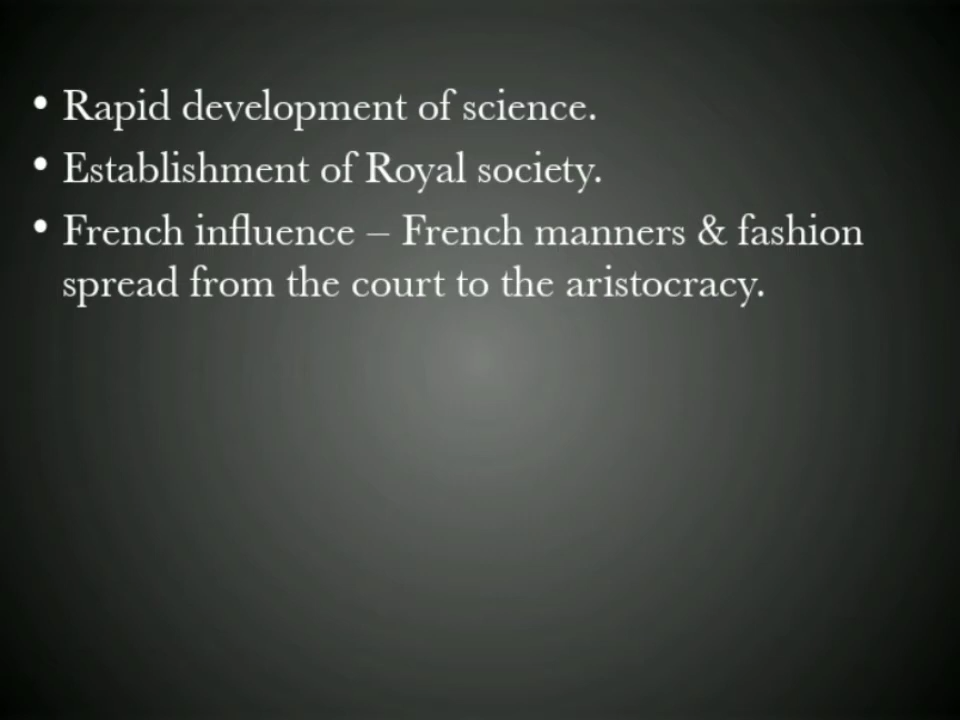 • Rapid development of science.
• Establishment of Royal society.
• French influence – French manners & fashion
spread from the court to the aristocracy.